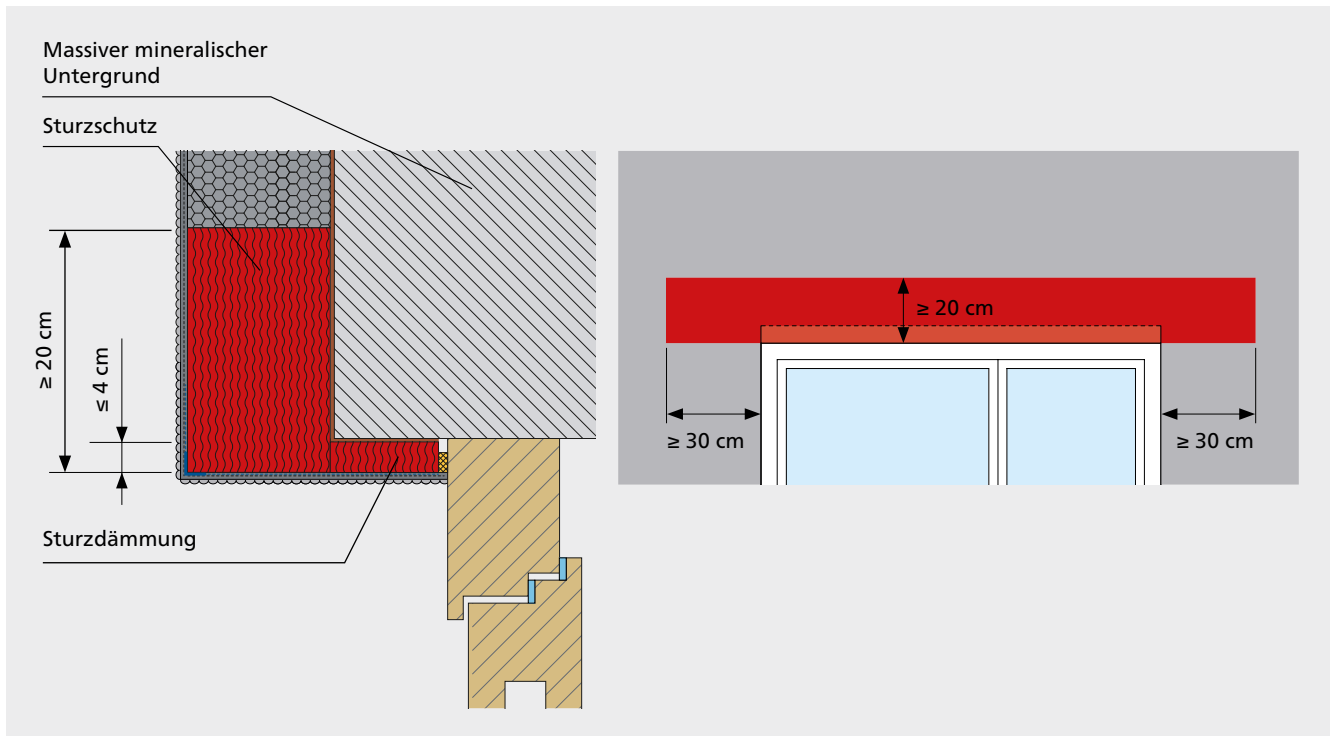 Massiver mineralischer
Untergrund
Sturzschutz
≥ 20 cm
≤ 4 cm
Sturzdämmung
≥ 20 cm
≥ 30 cm
≥ 30 cm